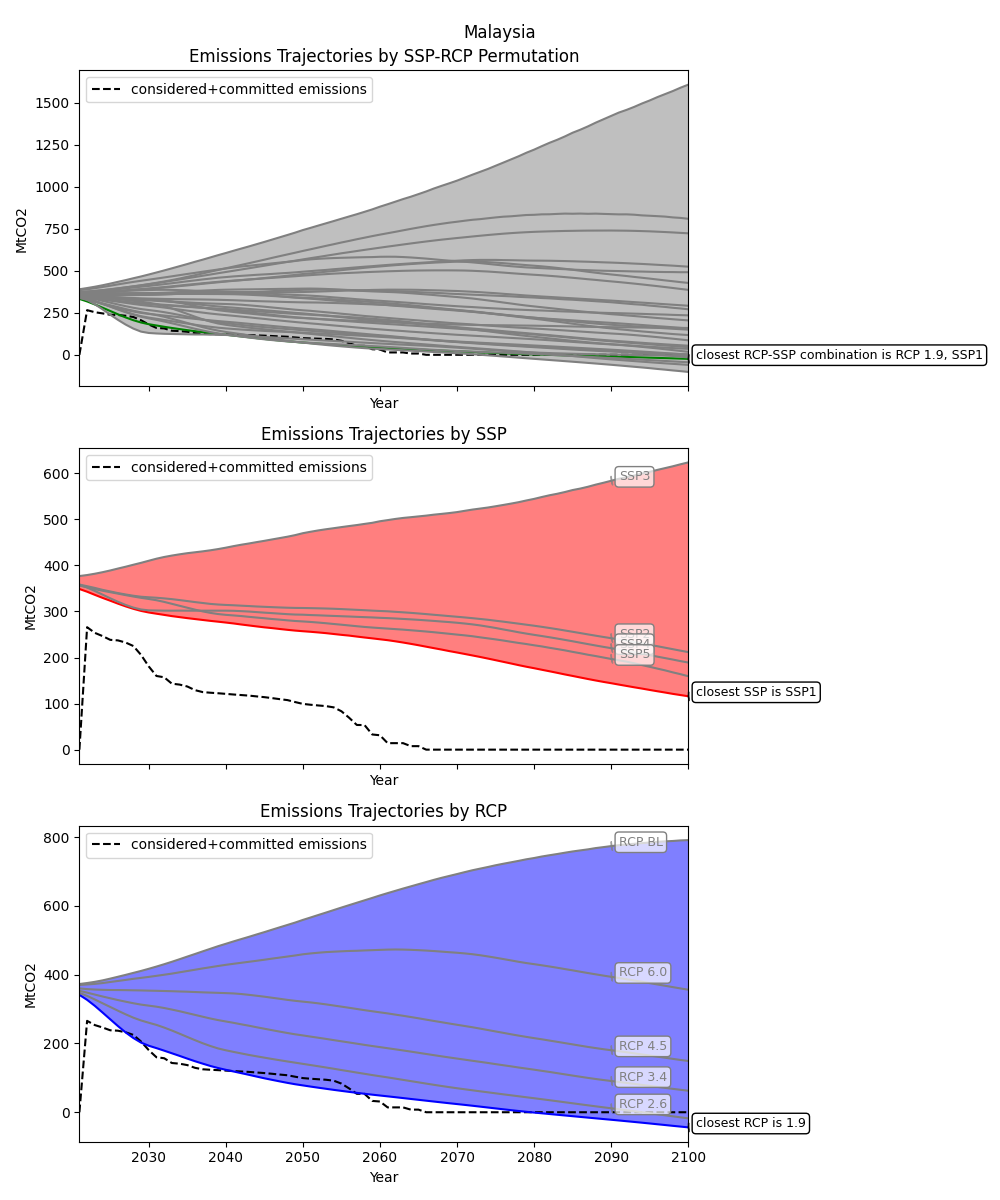 Malaysia
Emissions Trajectories by SSP-RCP Permutation
considered+committed emissions
1500
1250
1000
750
500
250
0
MtCO2
closest RCP-SSP combination is RCP 1.9, SSP1
Year
Emissions Trajectories by SSP
considered+committed emissions
600
500
400
300
200
100
0
MtCO2
SSP3
SSP2
SSP4
SSP5
closest SSP is SSP1
Year
Emissions Trajectories by RCP
considered+committed emissions
800
600
400
200
0
MtCO2
RCP BL
RCP 6.0
RCP 4.5
RCP 3.4
RCP 2.6
closest RCP is 1.9
2030 2040 2050 2060 2070 2080 2090 2100
Year